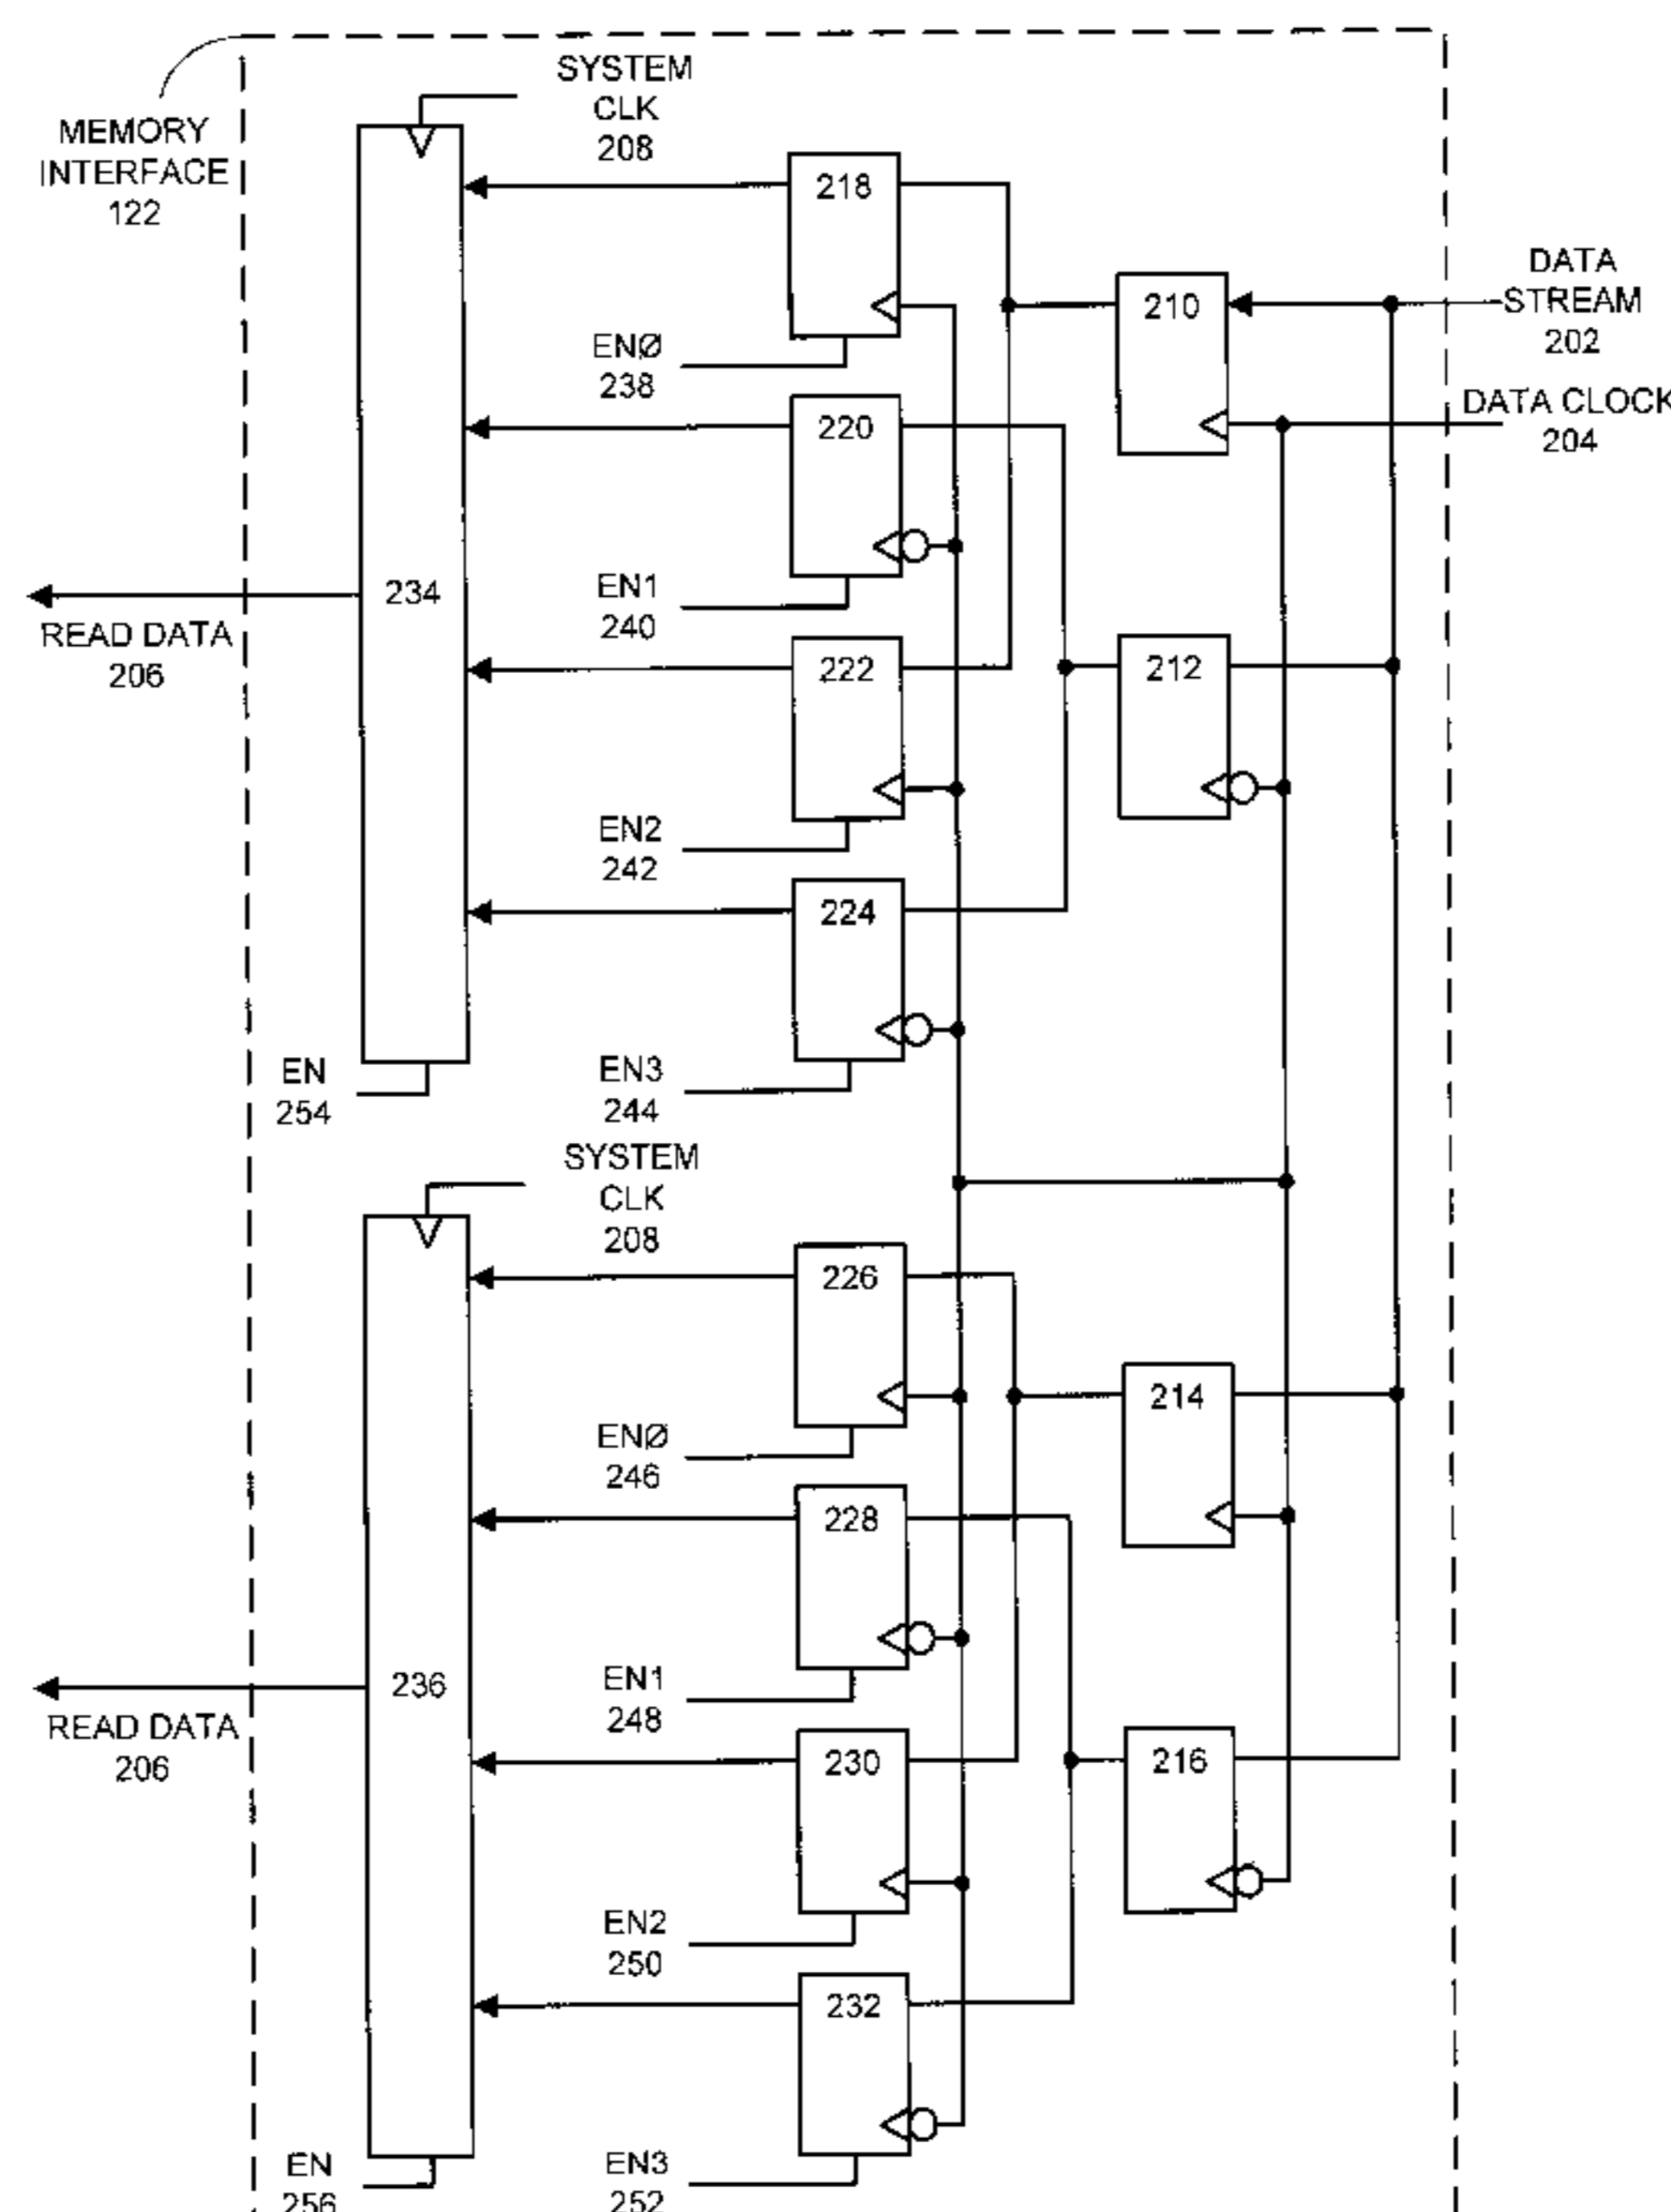 SYSTEM
CLK
208
MEMORY
INTERFACE
122
218
DATA
STREAM
202
210
ENØ
238
DATA CLOCK
204
220
234
EN1
240
READ DATA
206
222
212
EN2
242
224
EN
254
EN3
244
SYSTEM
CLK
208
226
214
ENØ
246
228
236
EN1
248
READ DATA
206
230
216
EN2
250
232
EN
256
EN3
252